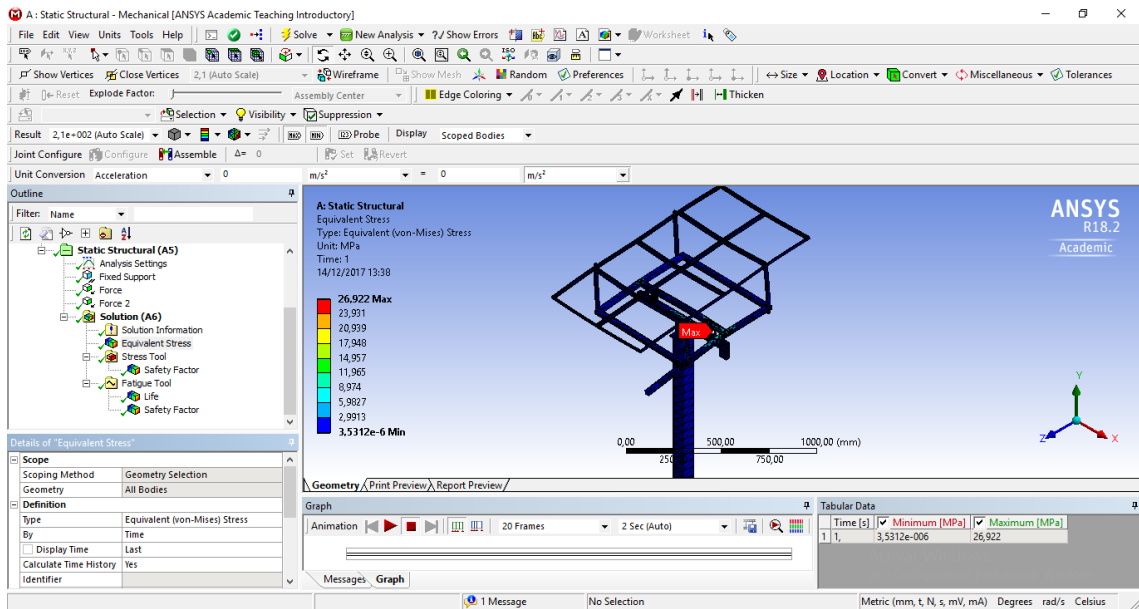 A : Static Structural - Mechanical [ANSYS Academic Teaching Introductory]
File Edit View Units Tools Help Solve New Analysis ?/ Show Errors Worksheet
Show Vertices Close Vertices 2,1 (Auto Scale) Wireframe Show Mesh Random Preferences Size Location Convert Miscellaneous Tolerances
Reset Explode Factor: Assembly Center Edge Coloring Thicken
Selection Visibility Suppression
Result 2,1e+002 (Auto Scale) MAX MIN Probe Display Scoped Bodies
Joint Configure Configure Assemble Δ= 0 Set Revert
Unit Conversion Acceleration 0 m/s² = 0 m/s²
Outline
Filter: Name
Static Structural (A5)
Analysis Settings
Fixed Support
Force
Force 2
Solution (A6)
Solution Information
Equivalent Stress
Stress Tool
Safety Factor
Fatigue Tool
Life
Safety Factor
Details of "Equivalent Stress"
Scope
Scoping Method Geometry Selection
Geometry All Bodies
Definition
Type Equivalent (von-Mises) Stress
By Time
Display Time Last
Calculate Time History Yes
Identifier
A: Static Structural
Equivalent Stress
Type: Equivalent (von-Mises) Stress
Unit: MPa
Time: 1
14/12/2017 13:38
26,922 Max
23,931
20,939
17,948
14,957
11,965
8,974
5,9827
2,9913
3,5312e-6 Min
Max
ANSYS
R18.2
Academic
0,00 500,00 1000,00 (mm)
250 750,00
Y
Z X
Geometry Print Preview Report Preview
Graph
Animation 20 Frames 2 Sec (Auto)
Messages Graph
Tabular Data
Time [s] Minimum [MPa] Maximum [MPa]
1 1, 3,5312e-006 26,922
1 Message No Selection Metric (mm, t, N, s, mV, mA) Degrees rad/s Celsius